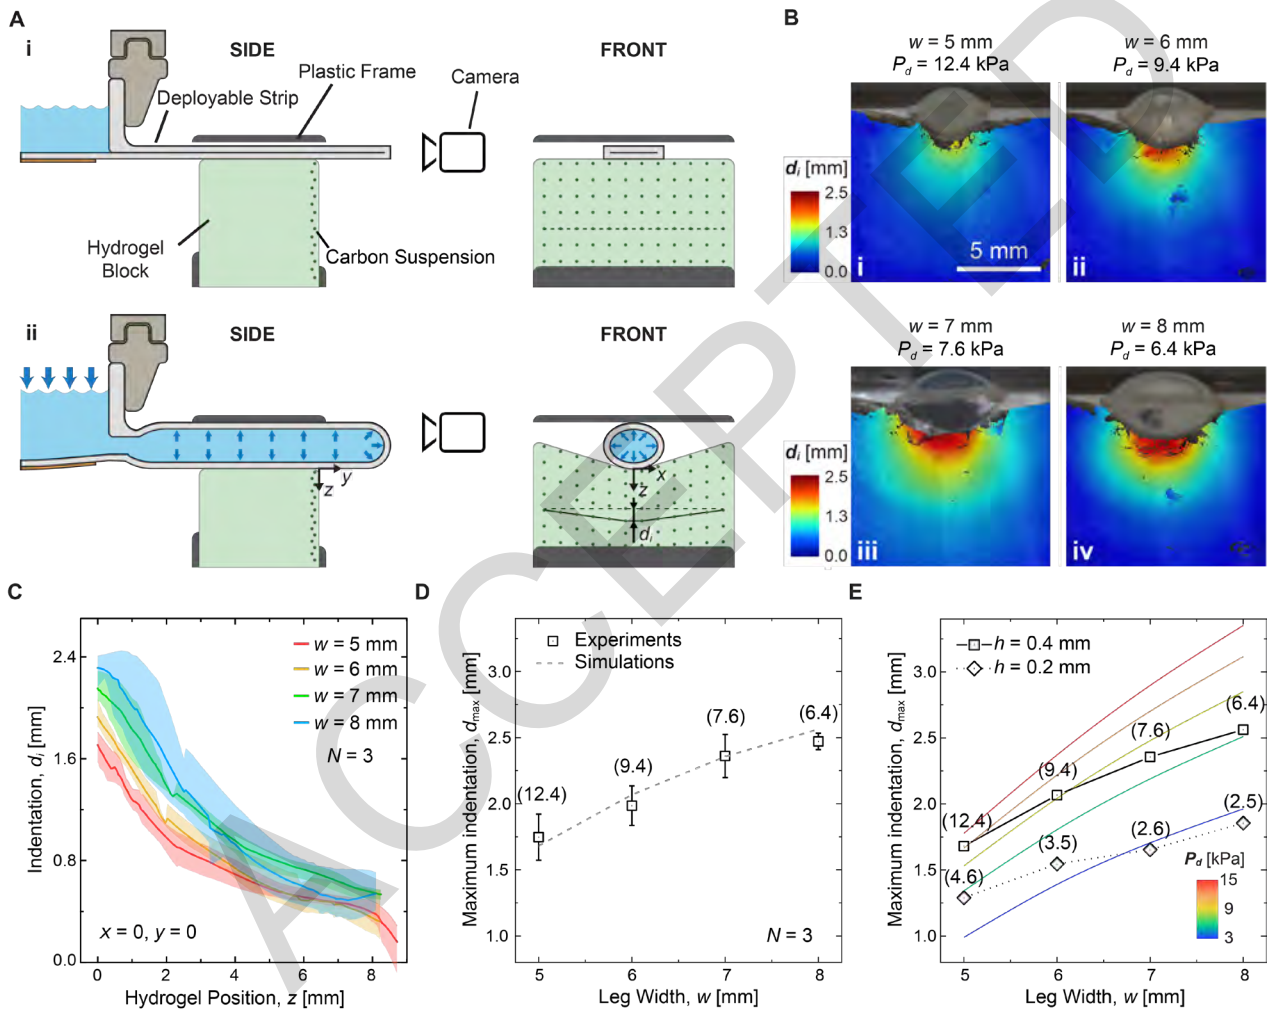 A
i
SIDE
FRONT
Plastic Frame
Camera
Deployable Strip
Hydrogel
Block
Carbon Suspension
ii
SIDE
FRONT
y
z
x
z
dᵢ
B
w = 5 mm
P_d = 12.4 kPa
w = 6 mm
P_d = 9.4 kPa
dᵢ [mm]
2.5
1.3
0.0
i
5 mm
ii
w = 7 mm
P_d = 7.6 kPa
w = 8 mm
P_d = 6.4 kPa
dᵢ [mm]
2.5
1.3
0.0
iii
iv
C
Indentation, dᵢ [mm]
2.4
1.6
0.8
0.0
w = 5 mm
w = 6 mm
w = 7 mm
w = 8 mm
N = 3
x = 0, y = 0
0 2 4 6 8
Hydrogel Position, z [mm]
D
Maximum indentation, d_max [mm]
3.0
2.5
2.0
1.5
1.0
Experiments
Simulations
(12.4)
(9.4)
(7.6)
(6.4)
N = 3
5 6 7 8
Leg Width, w [mm]
E
Maximum indentation, d_max [mm]
3.0
2.5
2.0
1.5
1.0
h = 0.4 mm
h = 0.2 mm
(12.4)
(9.4)
(7.6)
(6.4)
(4.6)
(3.5)
(2.6)
(2.5)
P_d [kPa]
15
9
3
5 6 7 8
Leg Width, w [mm]
ACCEPTED